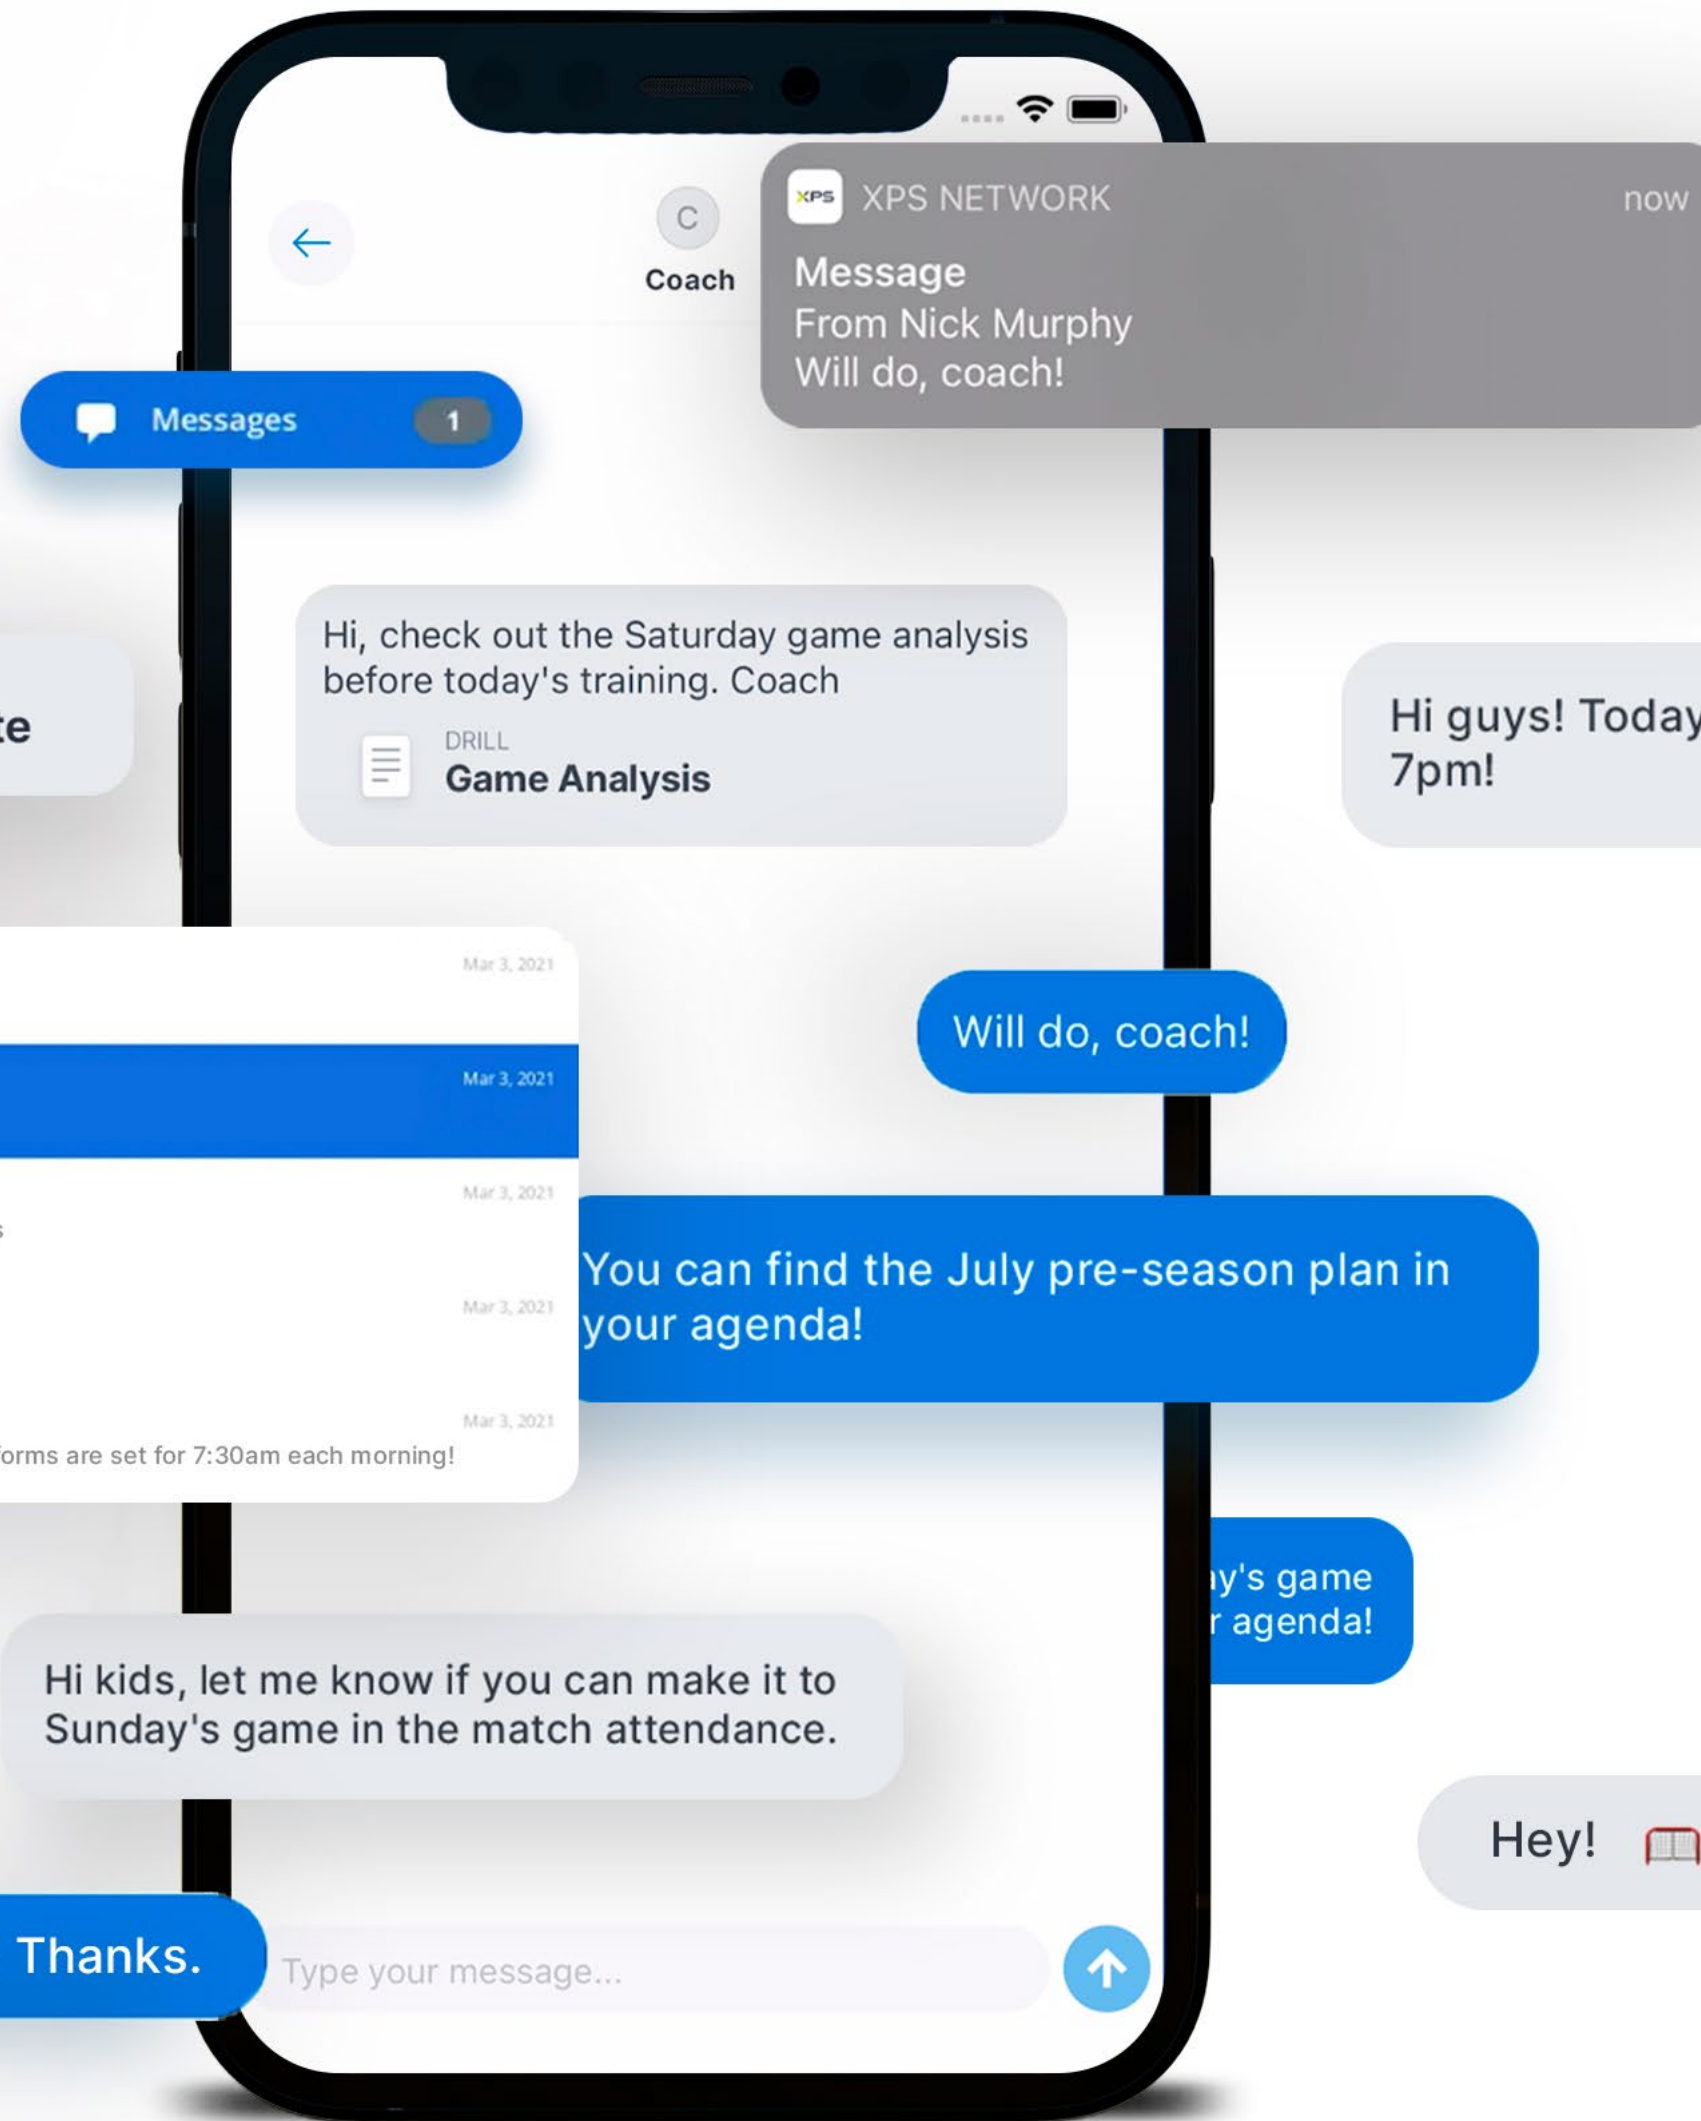 XPS
XPS NETWORK
now
C
Coach
Message
From Nick Murphy
Will do, coach!
Messages
1
Hi, check out the Saturday game analysis
before today's training. Coach
DRILL
Game Analysis
Hi guys! Today
7pm!
Mar 3, 2021
Mar 3, 2021
Will do, coach!
Mar 3, 2021
You can find the July pre-season plan in
your agenda!
Mar 3, 2021
Mar 3, 2021
are set for 7:30am each morning!
game
agenda!
Hi kids, let me know if you can make it to
Sunday's game in the match attendance.
Hey!
Thanks.
Type your message...